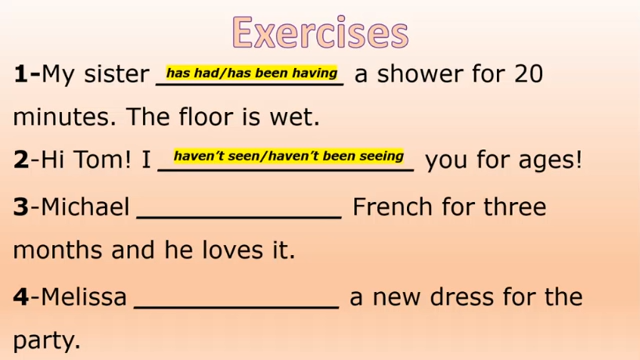 Exercises
1-My sister has had/has been having a shower for 20
minutes. The floor is wet.
2-Hi Tom! I haven’t seen/haven’t been seeing you for ages!
3-Michael _______________ French for three
months and he loves it.
4-Melissa _______________ a new dress for the
party.